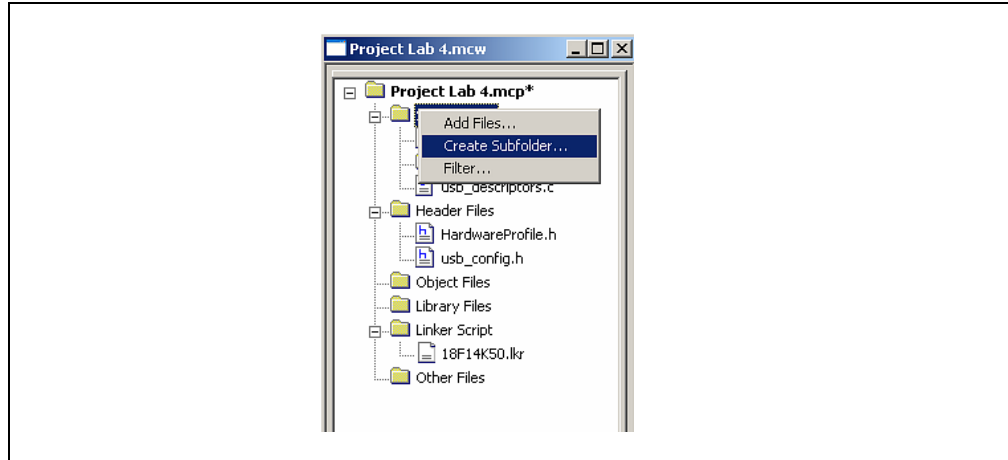 Project Lab 4.mcw
Project Lab 4.mcp*
Add Files...
Create Subfolder...
Filter...
usb_descriptors.c
Header Files
HardwareProfile.h
usb_config.h
Object Files
Library Files
Linker Script
18F14K50.lkr
Other Files